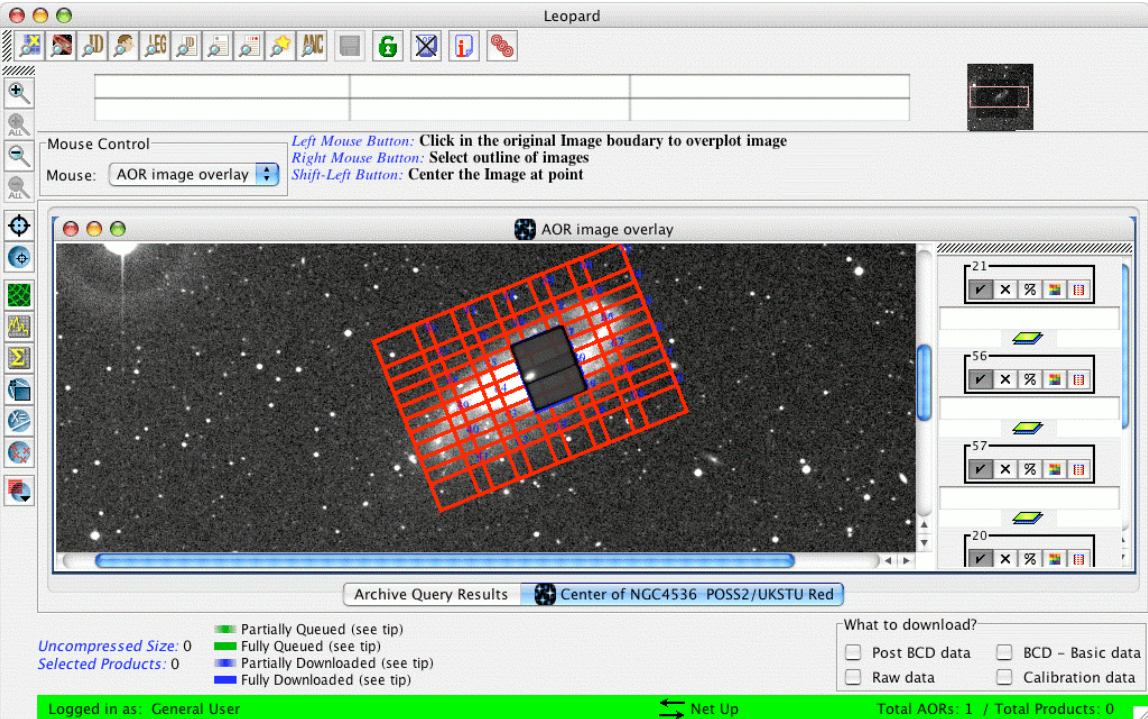 Leopard
JD
LEG
ANC
ALL
ALL
Mouse Control
Mouse: AOR image overlay
Left Mouse Button: Click in the original Image boudary to overplot image
Right Mouse Button: Select outline of images
Shift-Left Button: Center the Image at point
AOR image overlay
21
56
57
20
Archive Query Results
Center of NGC4536 POSS2/UKSTU Red
Uncompressed Size: 0
Selected Products: 0
Partially Queued (see tip)
Fully Queued (see tip)
Partially Downloaded (see tip)
Fully Downloaded (see tip)
What to download?
Post BCD data
BCD - Basic data
Raw data
Calibration data
Logged in as: General User
Net Up
Total AORs: 1 / Total Products: 0